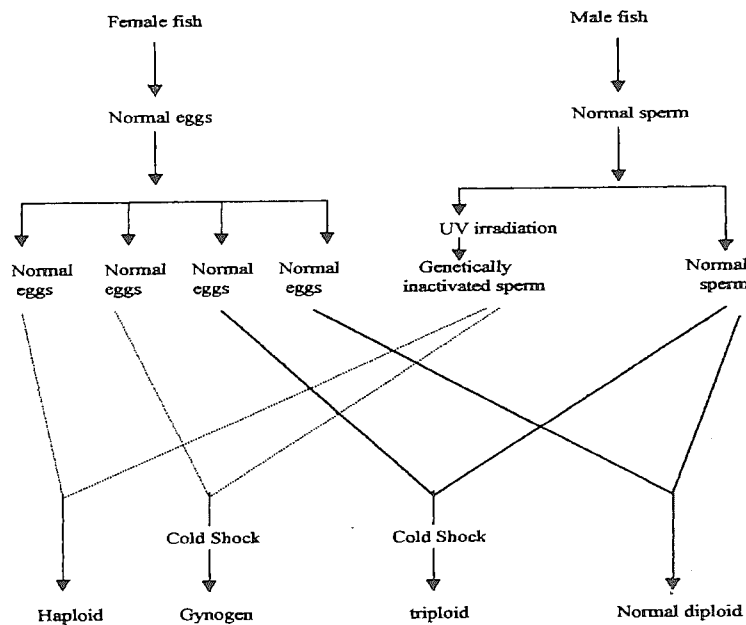 Female fish
Male fish
Normal eggs
Normal sperm
UV irradiation
Normal
eggs
Normal
eggs
Normal
eggs
Normal
eggs
Genetically
inactivated sperm
Normal
sperm
Cold Shock
Cold Shock
Haploid
Gynogen
triploid
Normal diploid